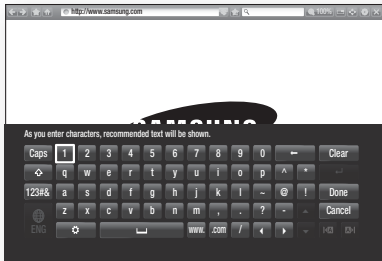 http://www.samsung.com 100%
SAMSUNG
As you enter characters, recommended text will be shown.
Caps 1 2 3 4 5 6 7 8 9 0 ← Clear
q w e r t y u i o p ^ *
123#& a s d f g h j k l ~ @ ! Done
z x c v b n m , . ? - Cancel
ENG www. .com /